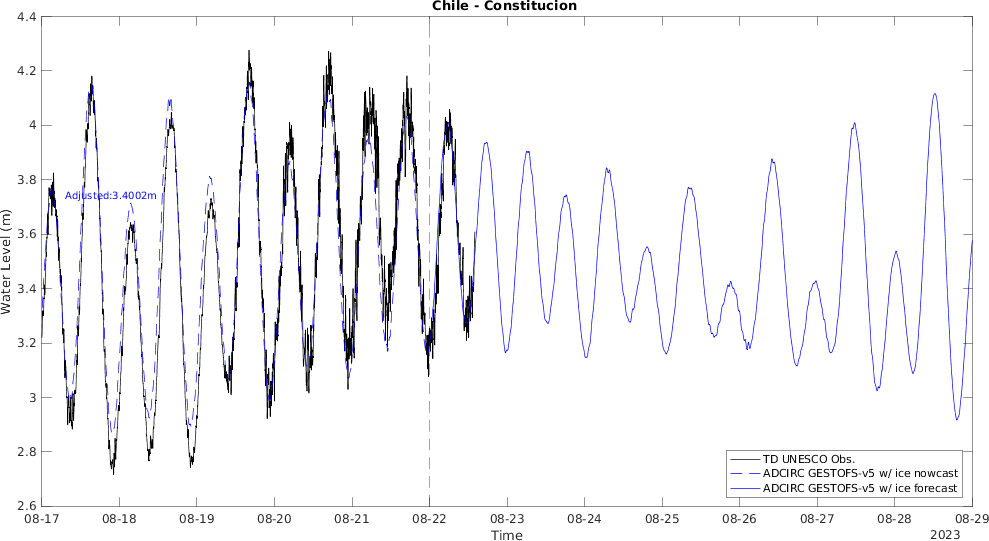 Chile - Constitucion
4.4
4.2
4
3.8
3.6
3.4
3.2
3
2.8
2.6
Water Level (m)
Adjusted:3.4002m
TD UNESCO Obs.
ADCIRC GESTOFS-v5 w/ ice nowcast
ADCIRC GESTOFS-v5 w/ ice forecast
08-17 08-18 08-19 08-20 08-21 08-22 08-23 08-24 08-25 08-26 08-27 08-28 08-29
Time
2023